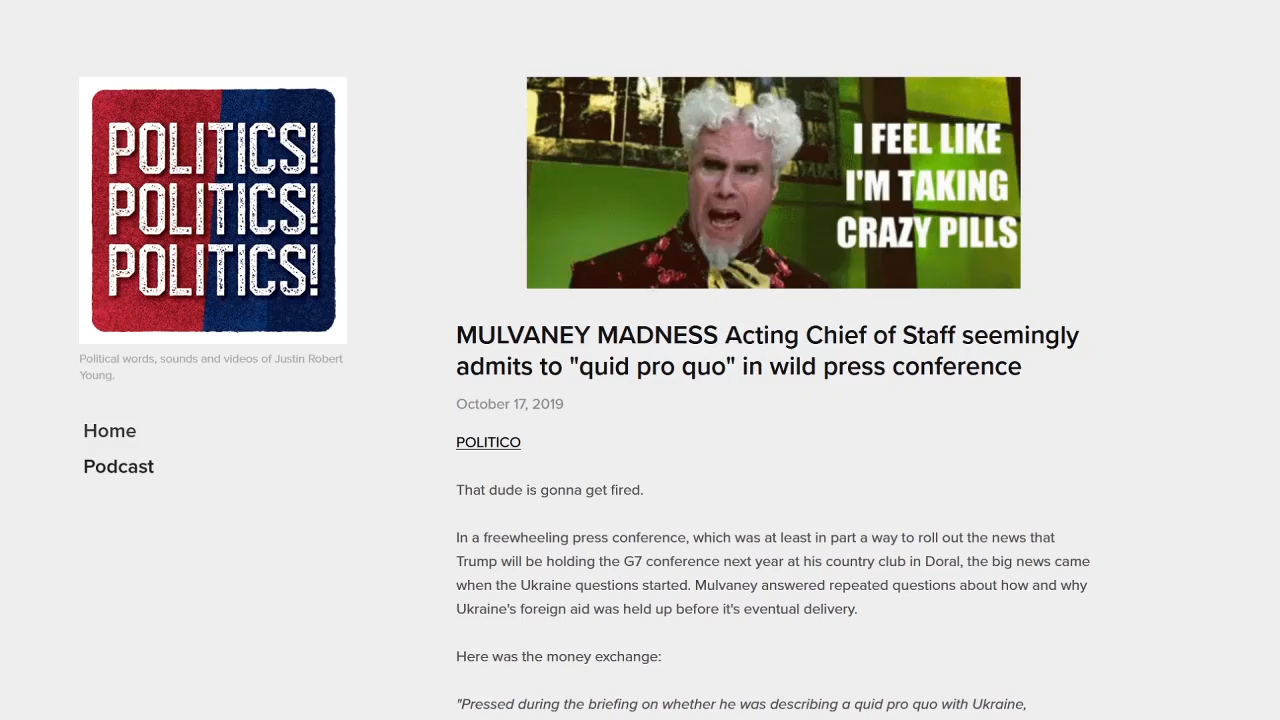 POLITICS!
POLITICS!
POLITICS!
Political words, sounds and videos of Justin Robert
Young.
Home
Podcast
I FEEL LIKE
I'M TAKING
CRAZY PILLS
MULVANEY MADNESS Acting Chief of Staff seemingly
admits to "quid pro quo" in wild press conference
October 17, 2019
POLITICO
That dude is gonna get fired.
In a freewheeling press conference, which was at least in part a way to roll out the news that
Trump will be holding the G7 conference next year at his country club in Doral, the big news came
when the Ukraine questions started. Mulvaney answered repeated questions about how and why
Ukraine's foreign aid was held up before it's eventual delivery.
Here was the money exchange:
"Pressed during the briefing on whether he was describing a quid pro quo with Ukraine,